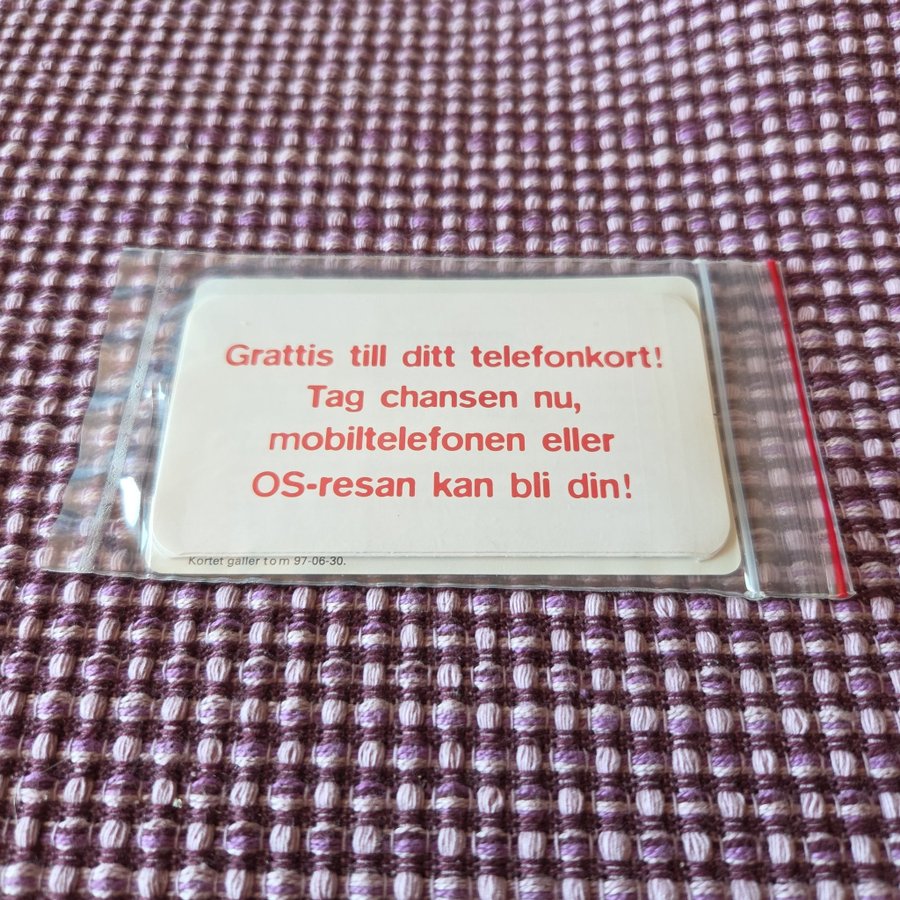 Grattis till ditt telefonkort!
Tag chansen nu,
mobiltelefonen eller
OS-resan kan bli din!
Kortet gäller t o m 97-06-30.